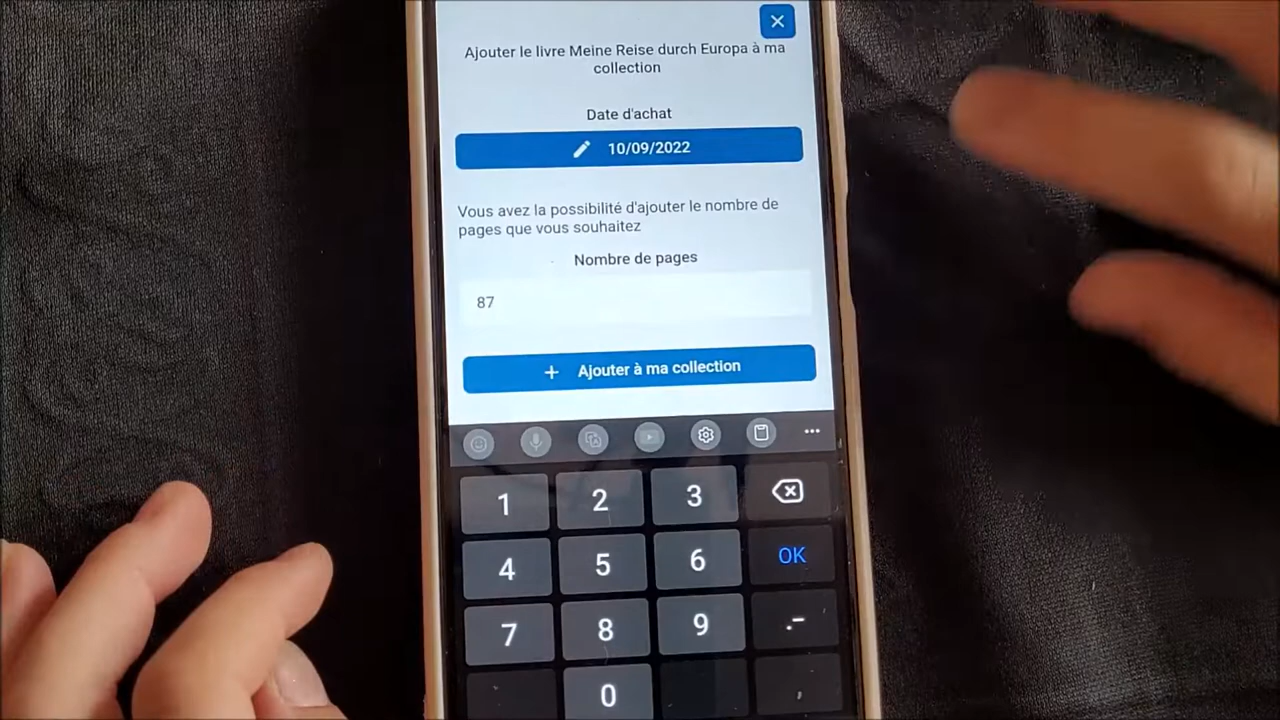 Ajouter le livre Meine Reise durch Europa à ma
collection
Date d'achat
10/09/2022
Vous avez la possibilité d'ajouter le nombre de
pages que vous souhaitez
Nombre de pages
87
+ Ajouter à ma collection
1 2 3
4 5 6 OK
7 8 9 .-
0 ,